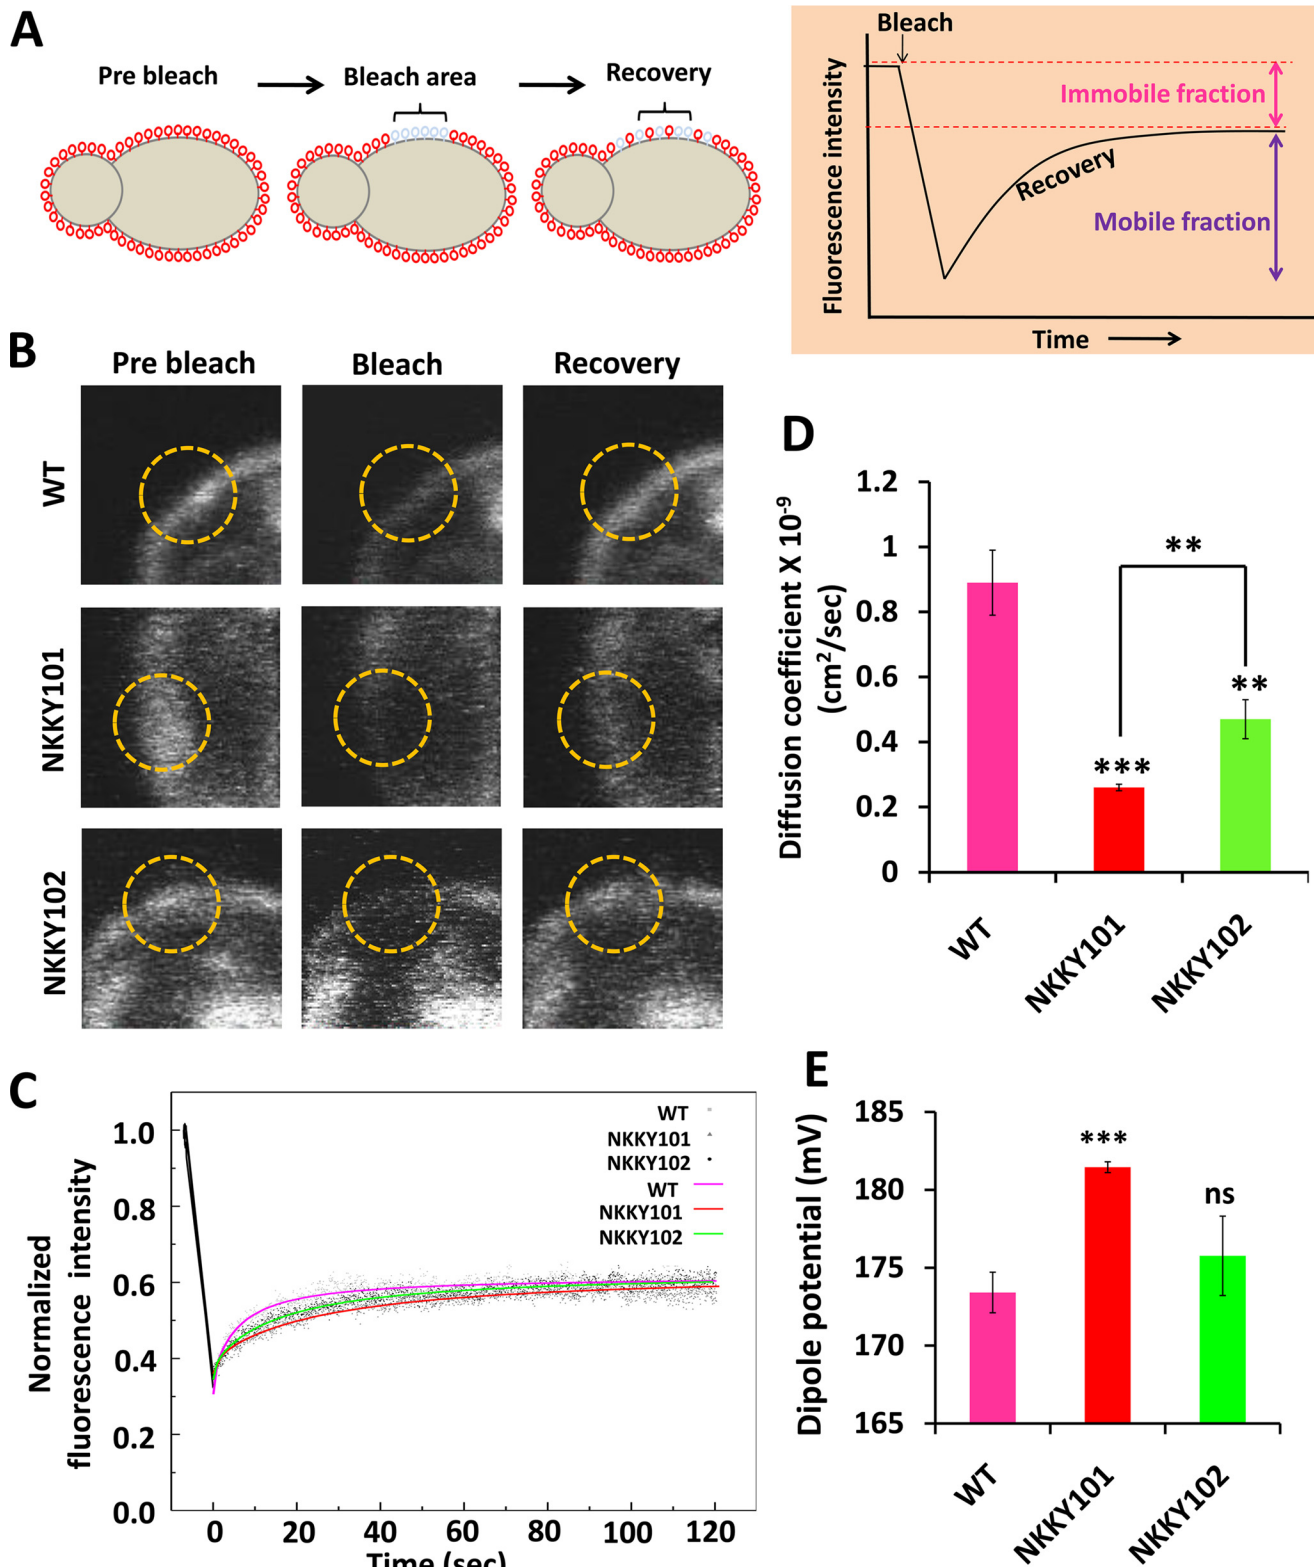 A
Pre bleach
Bleach area
Recovery
Bleach
Fluorescence intensity
Immobile fraction
Recovery
Mobile fraction
Time
B
Pre bleach
Bleach
Recovery
WT
NKKY101
NKKY102
D
Diffusion coefficient X 10⁻⁹
(cm²/sec)
1.2
1
0.8
0.6
0.4
0.2
0
**
***
**
WT
NKKY101
NKKY102
C
Normalized
fluorescence intensity
1.0
0.8
0.6
0.4
0.2
0.0
WT
NKKY101
NKKY102
WT
NKKY101
NKKY102
0 20 40 60 80 100 120
Time (sec)
E
Dipole potential (mV)
185
180
175
170
165
***
ns
WT
NKKY101
NKKY102